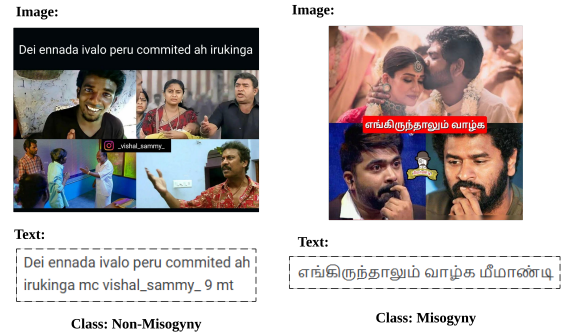 Image:
Dei ennada ivalo peru commited ah irukinga
_vishal_sammy_
Text:
Dei ennada ivalo peru commited ah
irukinga mc vishal_sammy_ 9 mt
Class: Non-Misogyny
Image:
எங்கிருந்தாலும் வாழ்க
Text:
எங்கிருந்தாலும் வாழ்க மீமாண்டி
Class: Misogyny